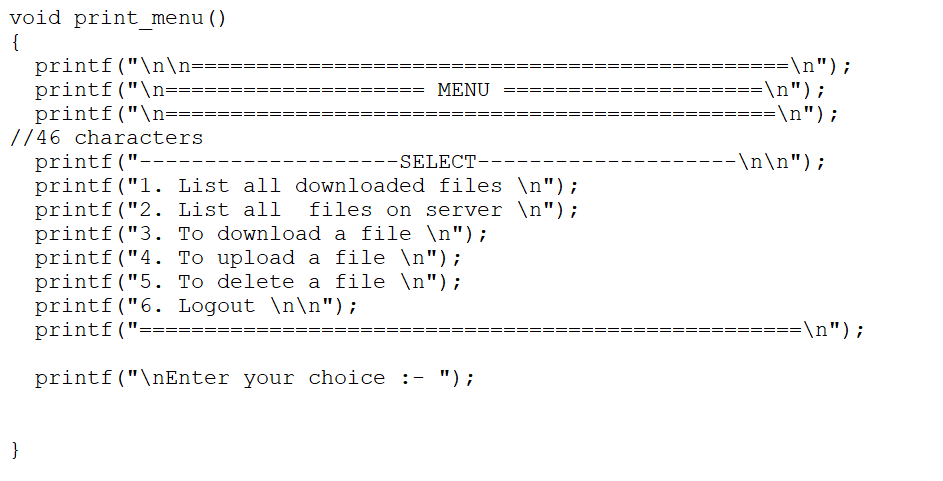 void print_menu()
{
  printf("\n\n==============================================\n");
  printf("\n==================== MENU ====================\n");
  printf("\n===============================================\n");
//46 characters
  printf("--------------------SELECT--------------------\n\n");
  printf("1. List all downloaded files \n");
  printf("2. List all  files on server \n");
  printf("3. To download a file \n");
  printf("4. To upload a file \n");
  printf("5. To delete a file \n");
  printf("6. Logout \n\n");
  printf("===================================================\n");
  printf("\nEnter your choice :- ");
}